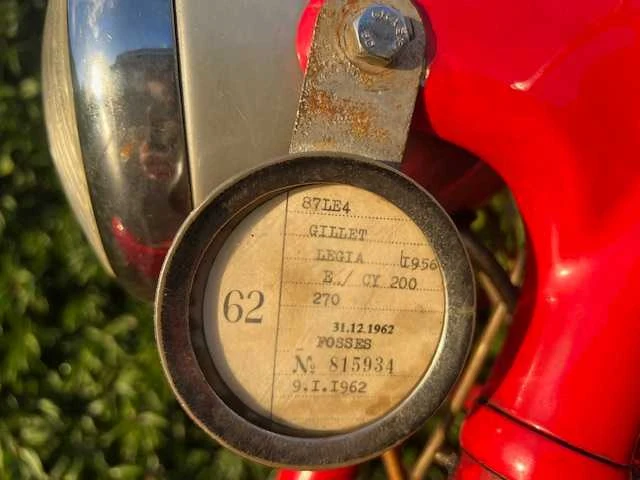 87LE4
GILLET
LEGIA 1956
E./ CY 200
270
62
31.12.1962
FOSSES
№ 815934
9.I.1962